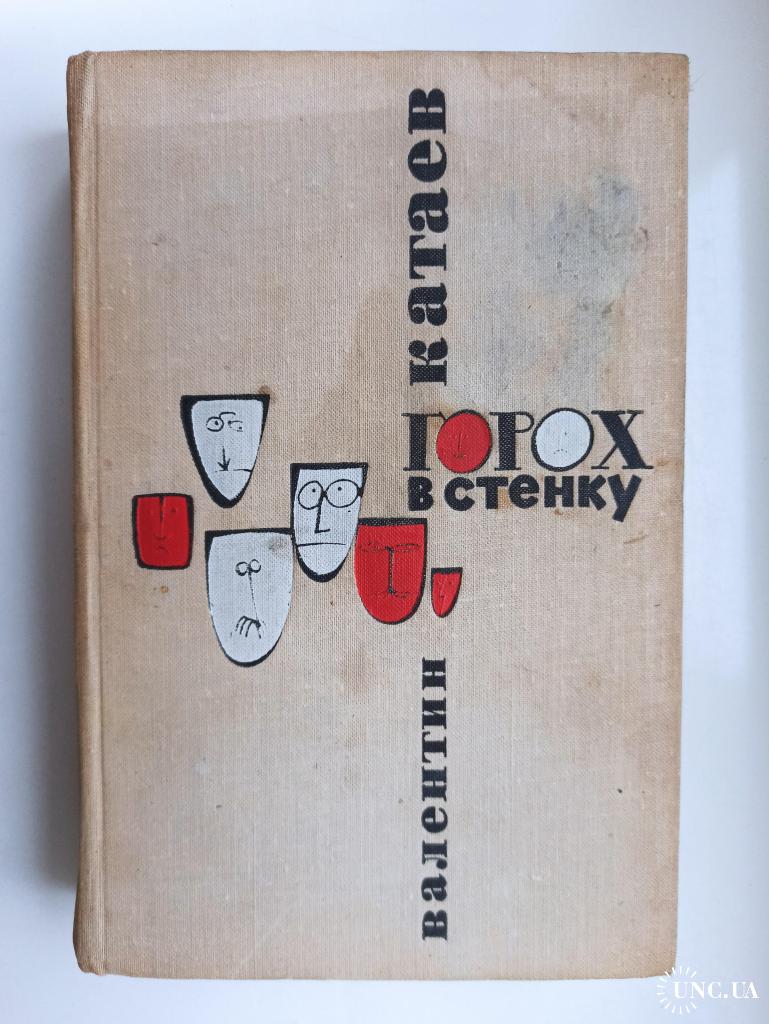 валентин
катаев
ГОРОХ
в стенку
UNC.UA